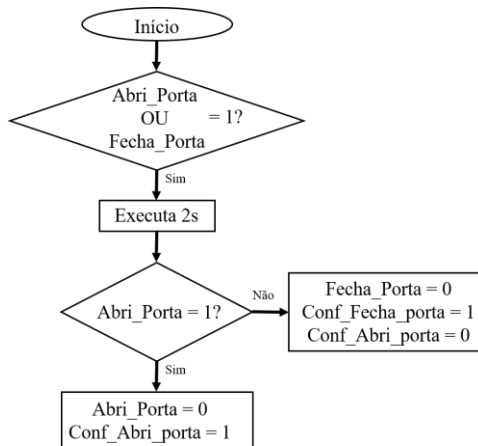 Início
Abri_Porta
OU = 1?
Fecha_Porta
Sim
Executa 2s
Abri_Porta = 1?
Não
Fecha_Porta = 0
Conf_Fecha_porta = 1
Conf_Abri_porta = 0
Sim
Abri_Porta = 0
Conf_Abri_porta = 1